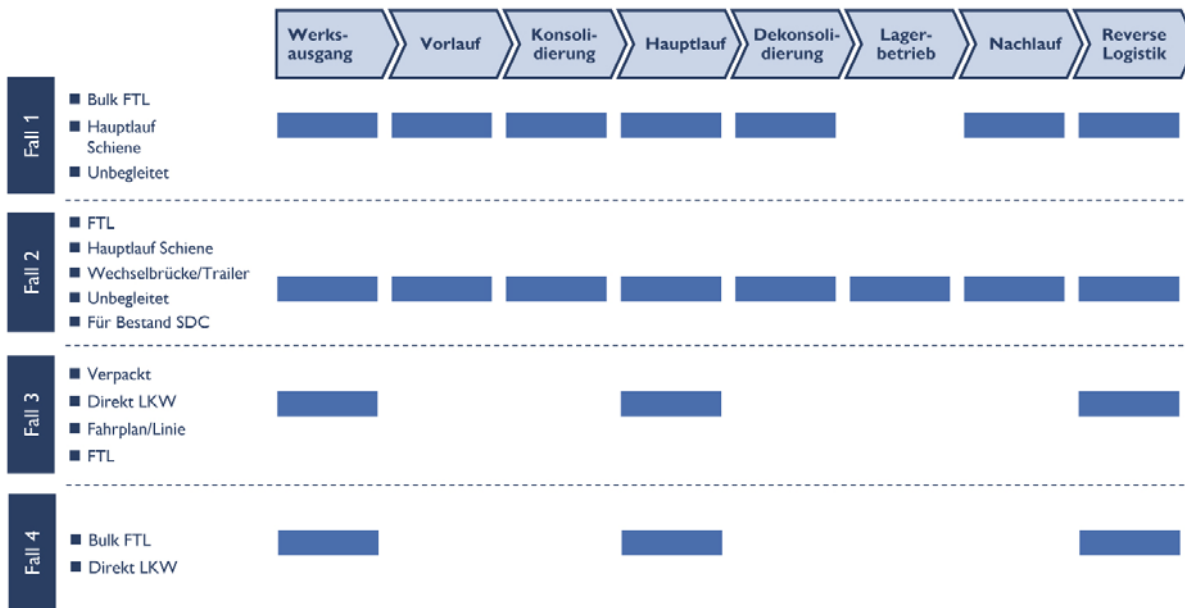 Werks-
ausgang
Vorlauf
Konsoli-
dierung
Hauptlauf
Dekonsoli-
dierung
Lager-
betrieb
Nachlauf
Reverse
Logistik
Fall 1
■ Bulk FTL
■ Hauptlauf
Schiene
■ Unbegleitet
Fall 2
■ FTL
■ Hauptlauf Schiene
■ Wechselbrücke/Trailer
■ Unbegleitet
■ Für Bestand SDC
Fall 3
■ Verpackt
■ Direkt LKW
■ Fahrplan/Linie
■ FTL
Fall 4
■ Bulk FTL
■ Direkt LKW